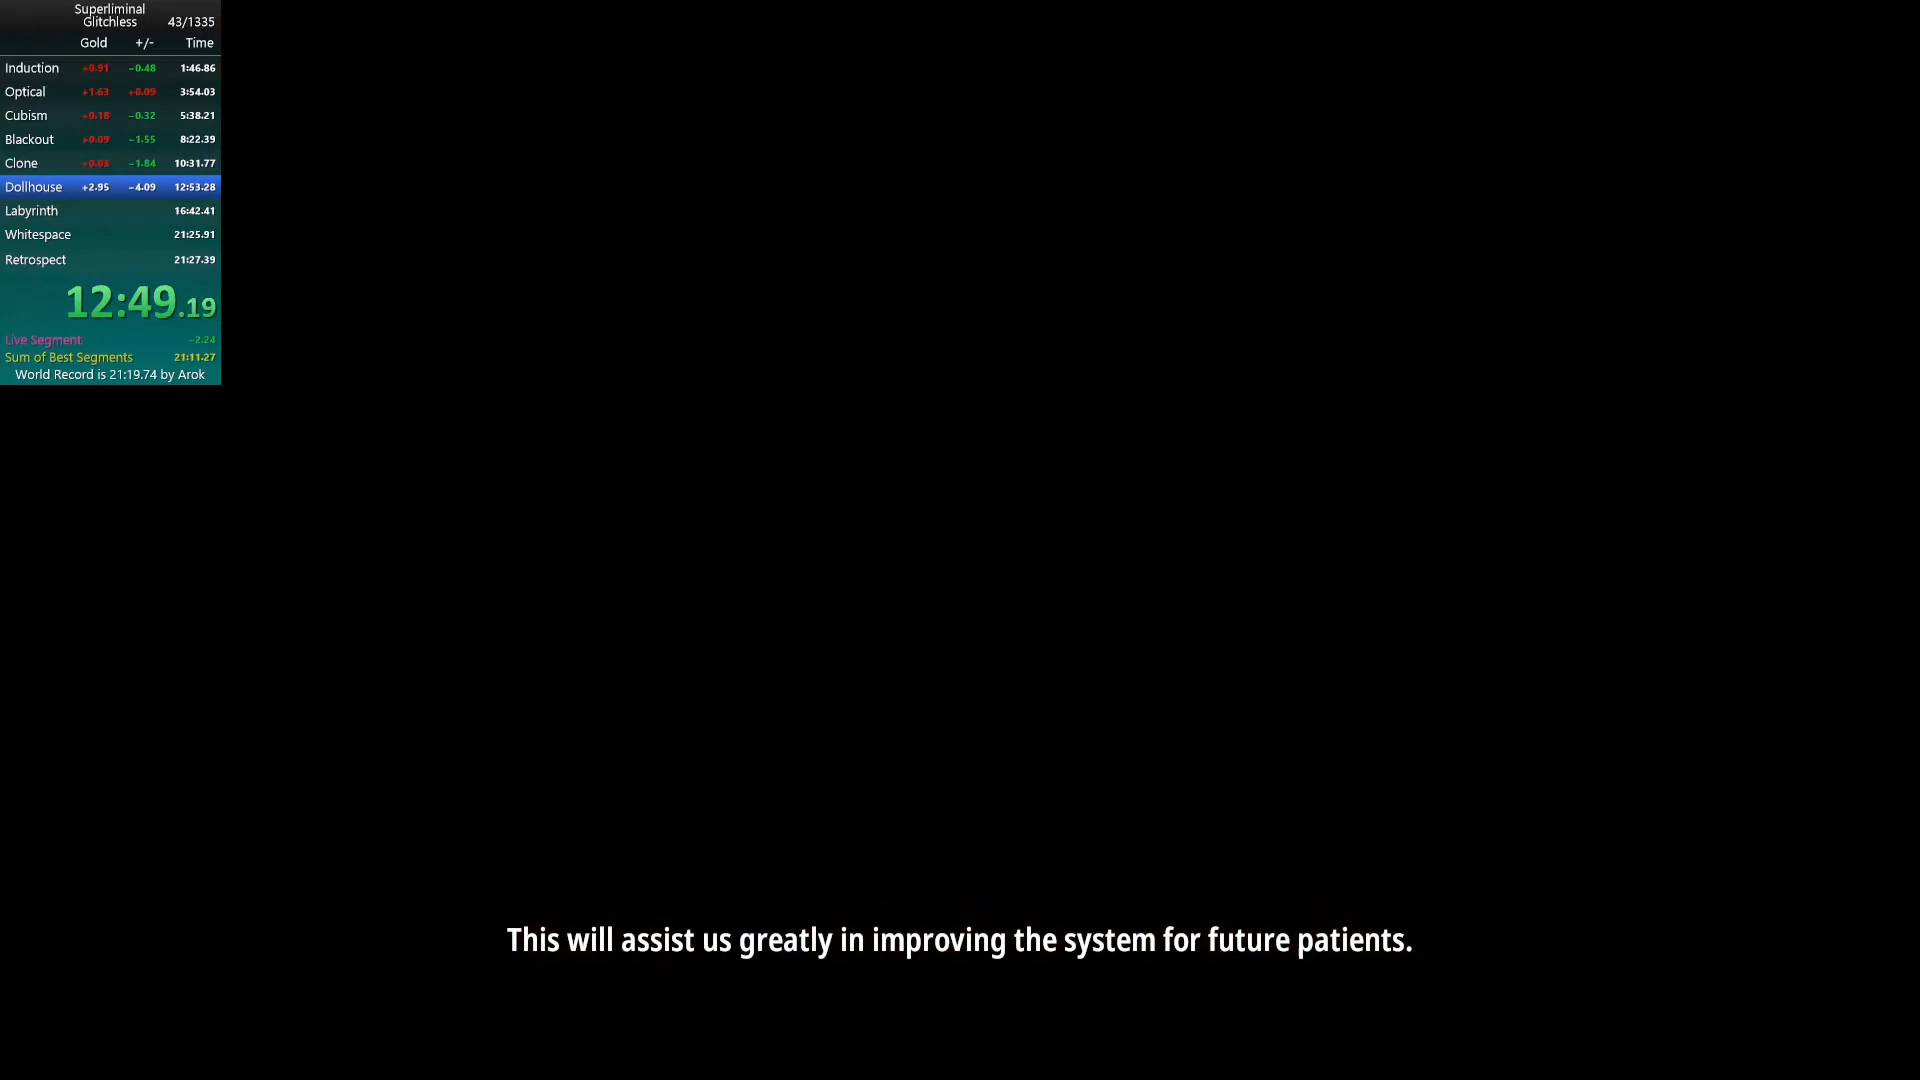 Superliminal
Glitchless 43/1335
Gold +/- Time
Induction +0.91 −0.48 1:46.86
Optical +1.63 +0.09 3:54.03
Cubism +0.18 −0.32 5:38.21
Blackout +0.09 −1.55 8:22.39
Clone +0.03 −1.84 10:31.77
Dollhouse +2.95 −4.09 12:53.28
Labyrinth 16:42.41
Whitespace 21:25.91
Retrospect 21:27.39
12:49.19
Live Segment −2.24
Sum of Best Segments 21:11.27
World Record is 21:19.74 by Arok
This will assist us greatly in improving the system for future patients.